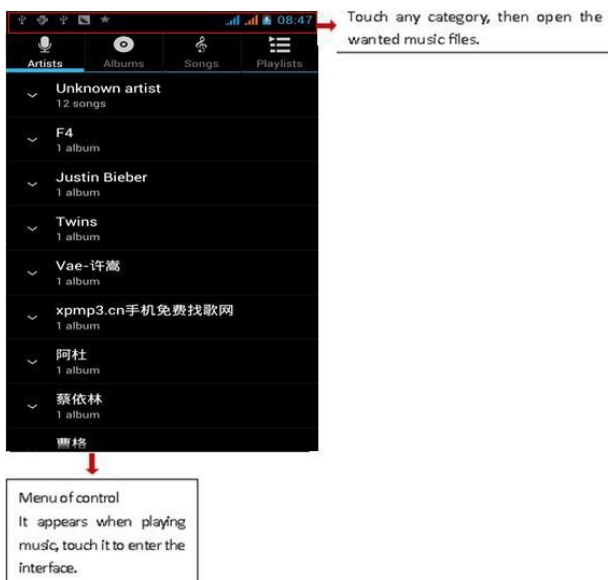 08:47
Touch any category, then open the
wanted music files.
Artists Albums Songs Playlists
Unknown artist
12 songs
F4
1 album
Justin Bieber
1 album
Twins
1 album
Vae-许嵩
1 album
xpmp3.cn手机免费找歌网
1 album
阿杜
1 album
蔡依林
1 album
曹格
Menu of control
It appears when playing
music, touch it to enter the
interface.